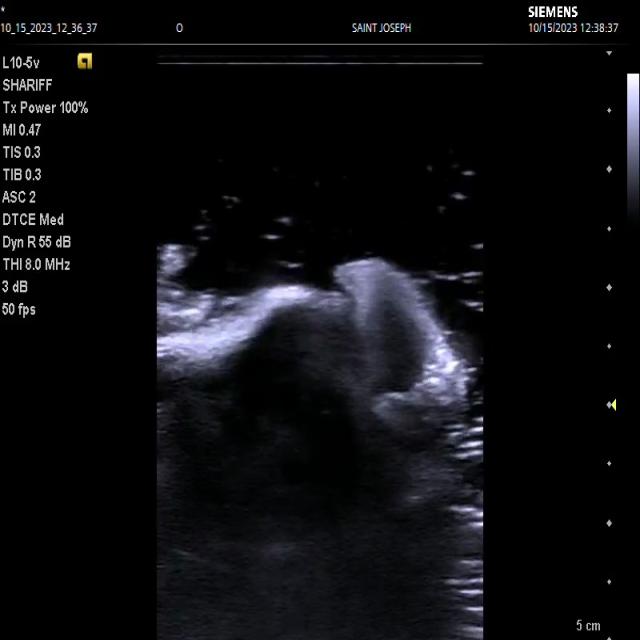 *
SIEMENS
10_15_2023_12_36_37 O SAINT JOSEPH 10/15/2023 12:38:37
L10-5v
SHARIFF
Tx Power 100%
MI 0.47
TIS 0.3
TIB 0.3
ASC 2
DTCE Med
Dyn R 55 dB
THI 8.0 MHz
3 dB
50 fps
5 cm